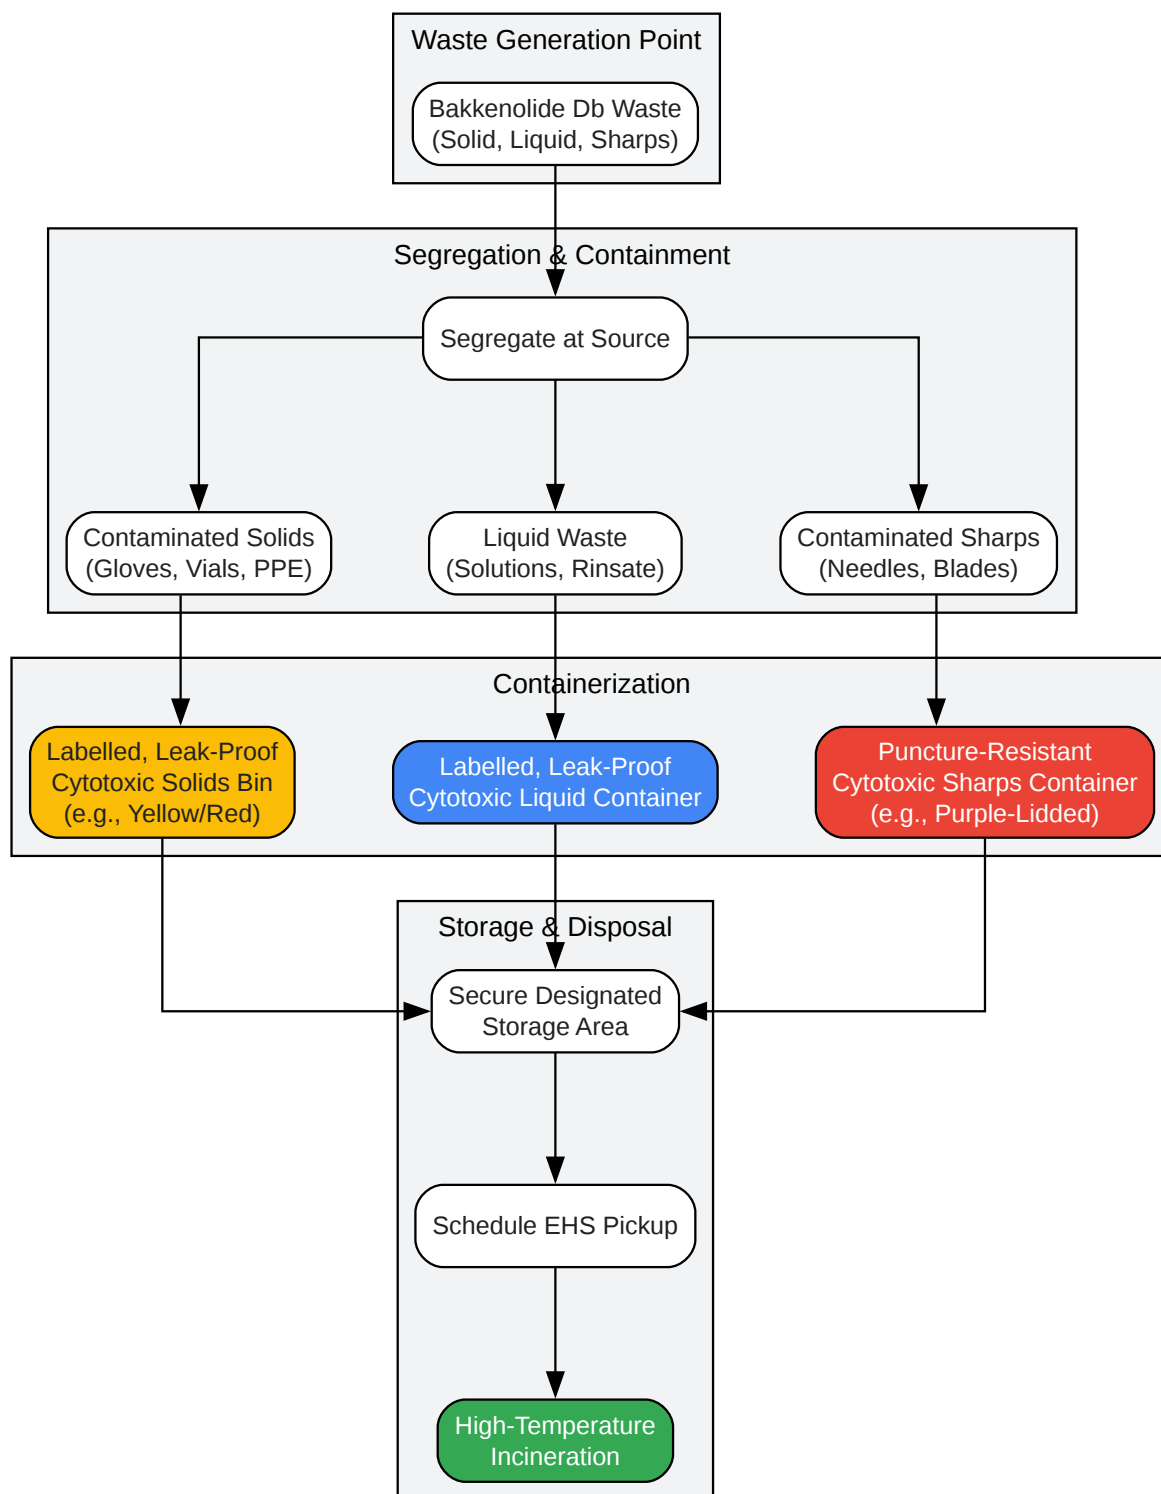 Waste Generation Point
Bakkenolide Db Waste
(Solid, Liquid, Sharps)
Segregation & Containment
Segregate at Source
Contaminated Solids
(Gloves, Vials, PPE)
Liquid Waste
(Solutions, Rinsate)
Contaminated Sharps
(Needles, Blades)
Containerization
Labelled, Leak-Proof
Cytotoxic Solids Bin
(e.g., Yellow/Red)
Labelled, Leak-Proof
Cytotoxic Liquid Container
Puncture-Resistant
Cytotoxic Sharps Container
(e.g., Purple-Lidded)
Storage & Disposal
Secure Designated
Storage Area
Schedule EHS Pickup
High-Temperature
Incineration